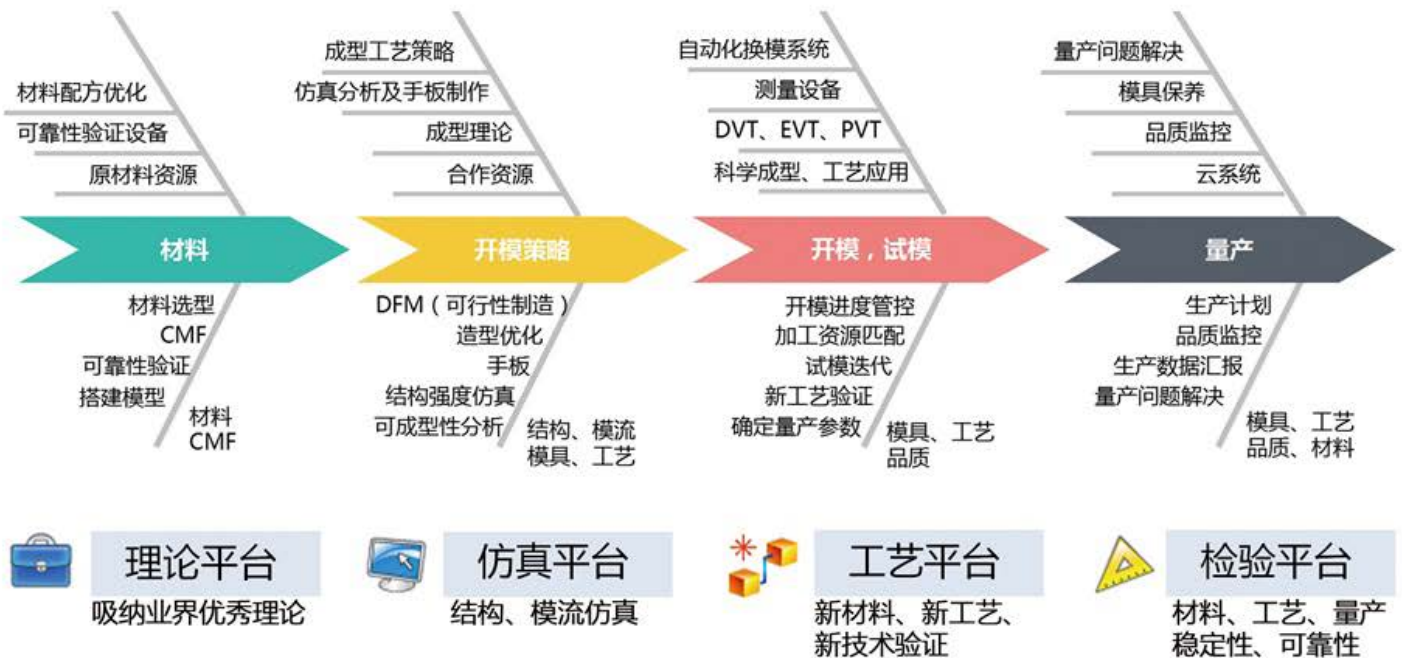 材料配方优化
可靠性验证设备
原材料资源
成型工艺策略
仿真分析及手板制作
成型理论
合作资源
自动化换模系统
测量设备
DVT、EVT、PVT
科学成型、工艺应用
量产问题解决
模具保养
品质监控
云系统
材料
开模策略
开模，试模
量产
材料选型
CMF
可靠性验证
搭建模型
材料
CMF
DFM（可行性制造）
造型优化
手板
结构强度仿真
可成型性分析
结构、模流
模具、工艺
开模进度管控
加工资源匹配
试模迭代
新工艺验证
确定量产参数
模具、工艺
品质
生产计划
品质监控
生产数据汇报
量产问题解决
模具、工艺
品质、材料
理论平台
吸纳业界优秀理论
仿真平台
结构、模流仿真
工艺平台
新材料、新工艺、
新技术验证
检验平台
材料、工艺、量产
稳定性、可靠性